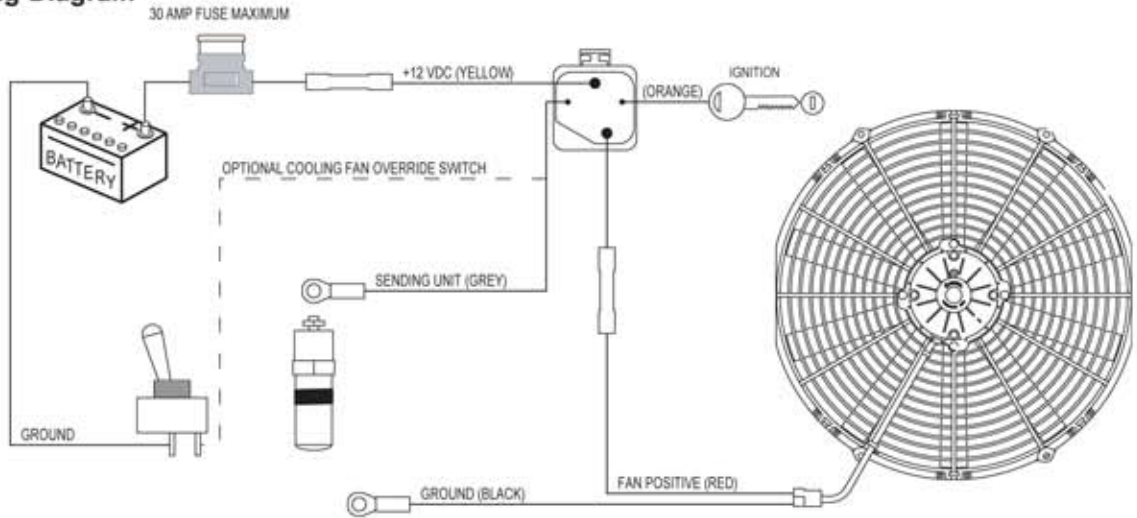 Diagram
30 AMP FUSE MAXIMUM
+12 VDC (YELLOW)
(ORANGE)
IGNITION
BATTERY
OPTIONAL COOLING FAN OVERRIDE SWITCH
SENDING UNIT (GREY)
GROUND
FAN POSITIVE (RED)
GROUND (BLACK)